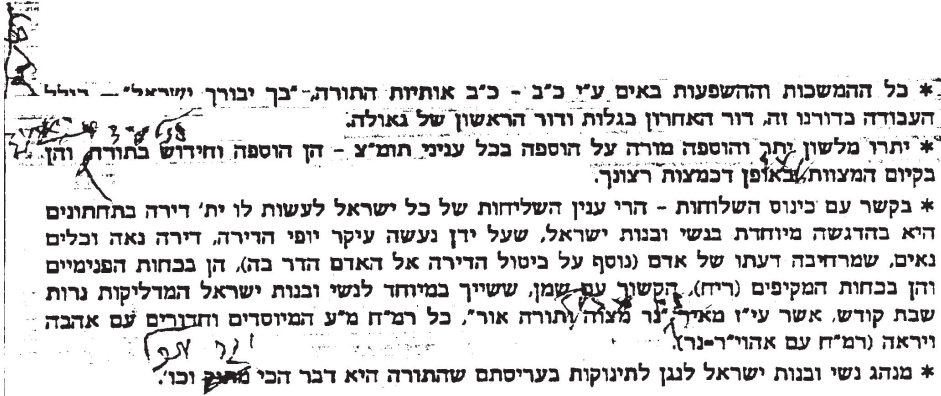 * כל ההמשכות וההשפעות באים ע"י כ"ב - כ"ב אותיות התורה, "בך יבורך ישראל" – כולל
העבודה בדורנו זה, דור האחרון בגלות ודור הראשון של גאולה.
* יתרו מלשון יתר והוספה מורה על הוספה בכל עניני תומ"צ - הן הוספה וחידוש בתורה, והן
בקיום המצוות באופן דכמצות רצונך.
* בקשר עם כינוס השלוחות - הרי ענין השליחות של כל ישראל לעשות לו ית' דירה בתחתונים
היא בהדגשה מיוחדת בנשי ובנות ישראל, שעל ידן נעשה עיקר יופי הדירה, דירה נאה וכלים
נאים, שמרחיבה דעתו של אדם (נוסף על ביטול הדירה אל האדם הדר בה), הן בכחות הפנימיים
והן בכחות המקיפים (ריח), הקשור עם שמן, ששייך במיוחד לנשי ובנות ישראל המדליקות נרות
שבת קודש, אשר עי"ז מאיר "נר מצוה ותורה אור", כל רמ"ח מ"ע המיוסדים וחדורים עם אהבה
ויראה (רמ"ח עם אהוי"ר=נר).
* מנהג נשי ובנות ישראל לנגן לתינוקות בעריסתם שהתורה היא דבר הכי מתוק וכו'.